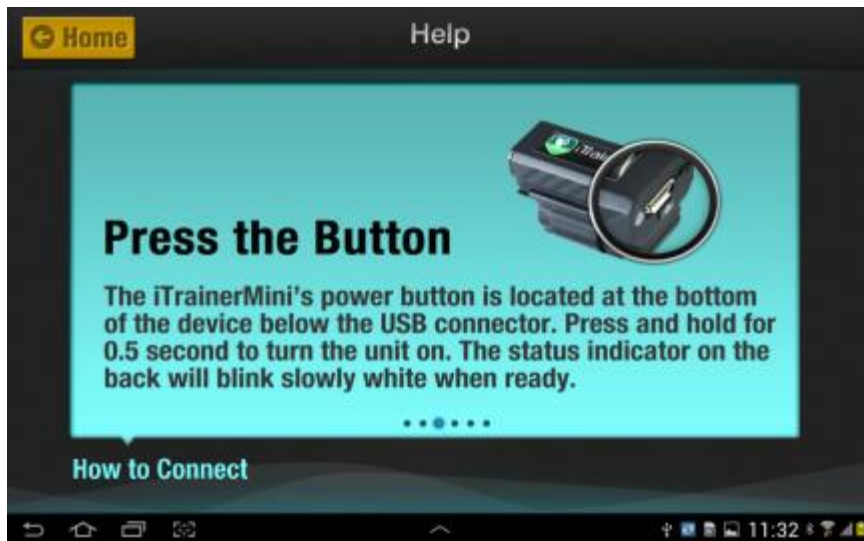 Home
Help
Press the Button
The iTrainerMini's power button is located at the bottom
of the device below the USB connector. Press and hold for
0.5 second to turn the unit on. The status indicator on the
back will blink slowly white when ready.
How to Connect
11:32